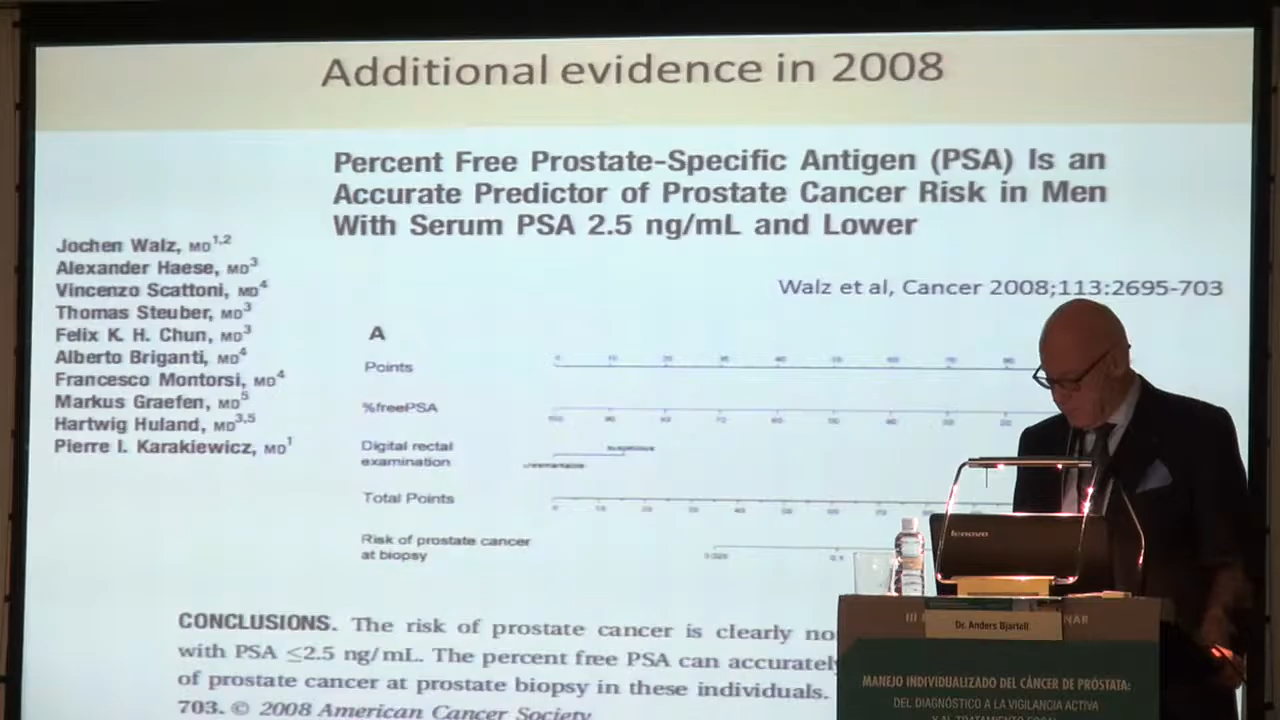 Additional evidence in 2008
Percent Free Prostate-Specific Antigen (PSA) Is an
Accurate Predictor of Prostate Cancer Risk in Men
With Serum PSA 2.5 ng/mL and Lower
Jochen Walz, MD1,2
Alexander Haese, MD3
Vincenzo Scattoni, MD4
Thomas Steuber, MD3
Felix K. H. Chun, MD3
Alberto Briganti, MD4
Francesco Montorsi, MD4
Markus Graefen, MD5
Hartwig Huland, MD3,5
Pierre I. Karakiewicz, MD1
Walz et al, Cancer 2008;113:2695-703
A
Points
%freePSA
Digital rectal
examination
Total Points
Risk of prostate cancer
at biopsy
CONCLUSIONS. The risk of prostate cancer is clearly
with PSA ≤2.5 ng/mL. The percent free PSA can accurately
of prostate cancer at prostate biopsy in these individuals.
703. © 2008 American Cancer Society
lenovo
III
Dr. Anders Bjartell
MANEJO INDIVIDUALIZADO DEL CÁNCER DE PRÓSTATA:
DEL DIAGNÓSTICO A LA VIGILANCIA ACTIVA